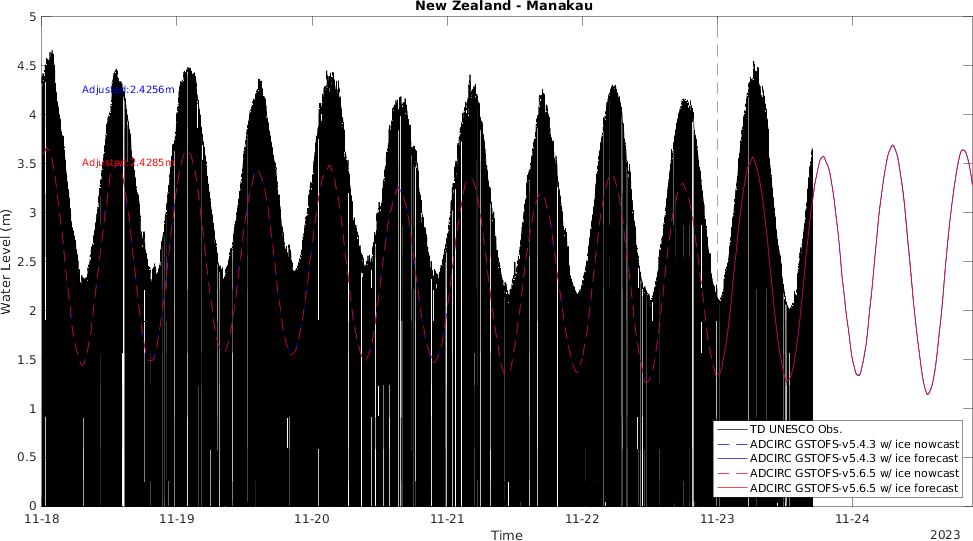 New Zealand - Manakau
5
4.5
4
3.5
3
2.5
2
1.5
1
0.5
0
Water Level (m)
Adjusted:2.4256m
Adjusted:2.4285m
TD UNESCO Obs.
ADCIRC GSTOFS-v5.4.3 w/ ice nowcast
ADCIRC GSTOFS-v5.4.3 w/ ice forecast
ADCIRC GSTOFS-v5.6.5 w/ ice nowcast
ADCIRC GSTOFS-v5.6.5 w/ ice forecast
11-18 11-19 11-20 11-21 11-22 11-23 11-24
Time
2023